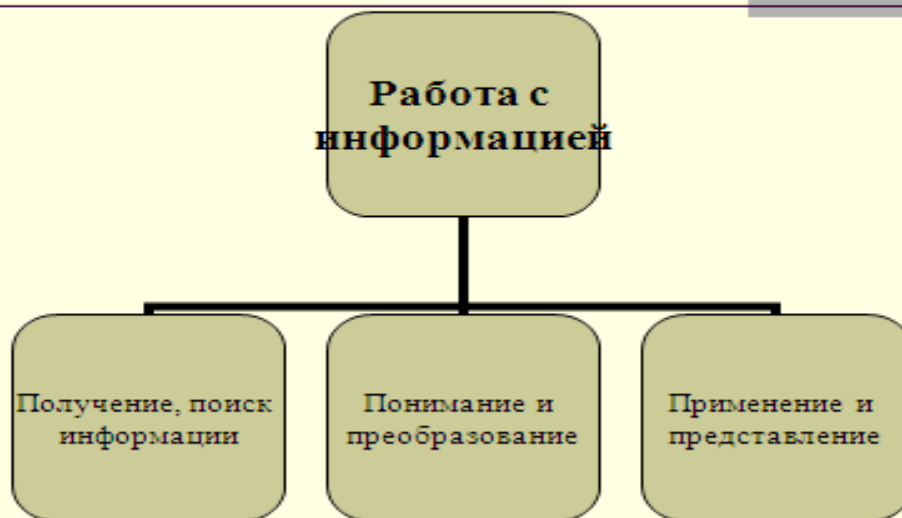 Работа с
информацией
Получение, поиск
информации
Понимание и
преобразование
Применение и
представление